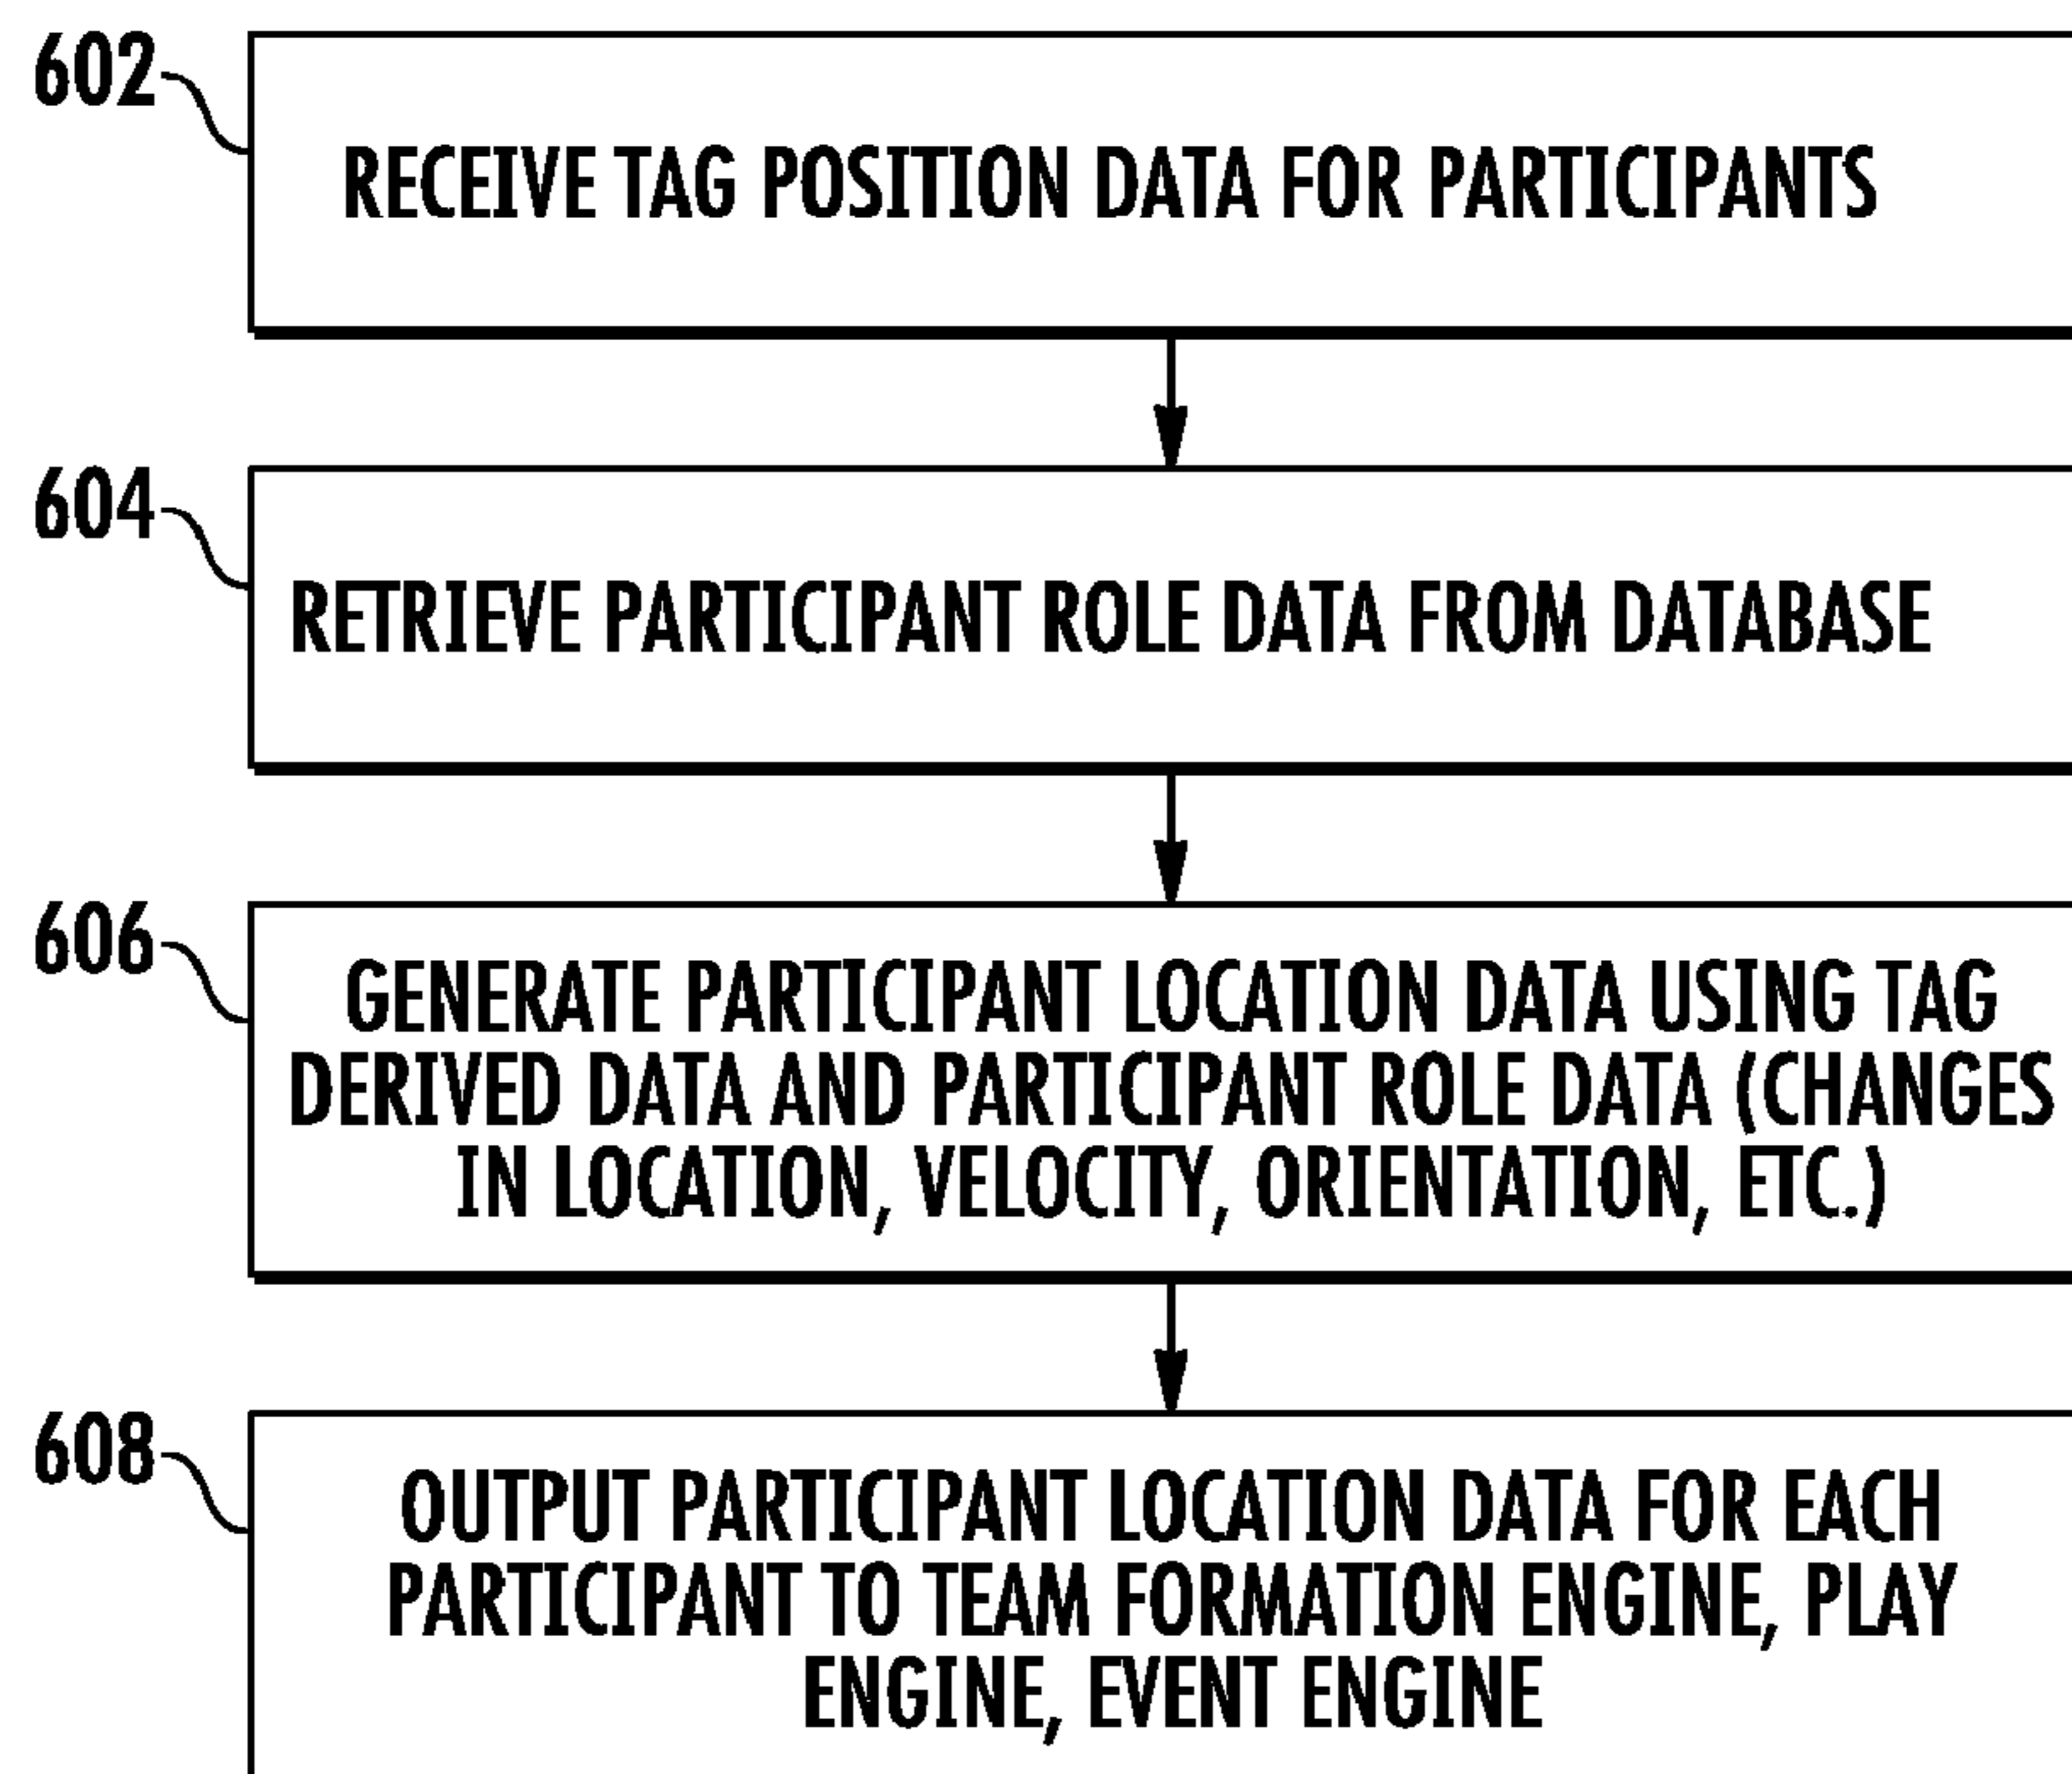 602
RECEIVE TAG POSITION DATA FOR PARTICIPANTS
604
RETRIEVE PARTICIPANT ROLE DATA FROM DATABASE
606
GENERATE PARTICIPANT LOCATION DATA USING TAG
DERIVED DATA AND PARTICIPANT ROLE DATA (CHANGES
IN LOCATION, VELOCITY, ORIENTATION, ETC.)
608
OUTPUT PARTICIPANT LOCATION DATA FOR EACH
PARTICIPANT TO TEAM FORMATION ENGINE, PLAY
ENGINE, EVENT ENGINE